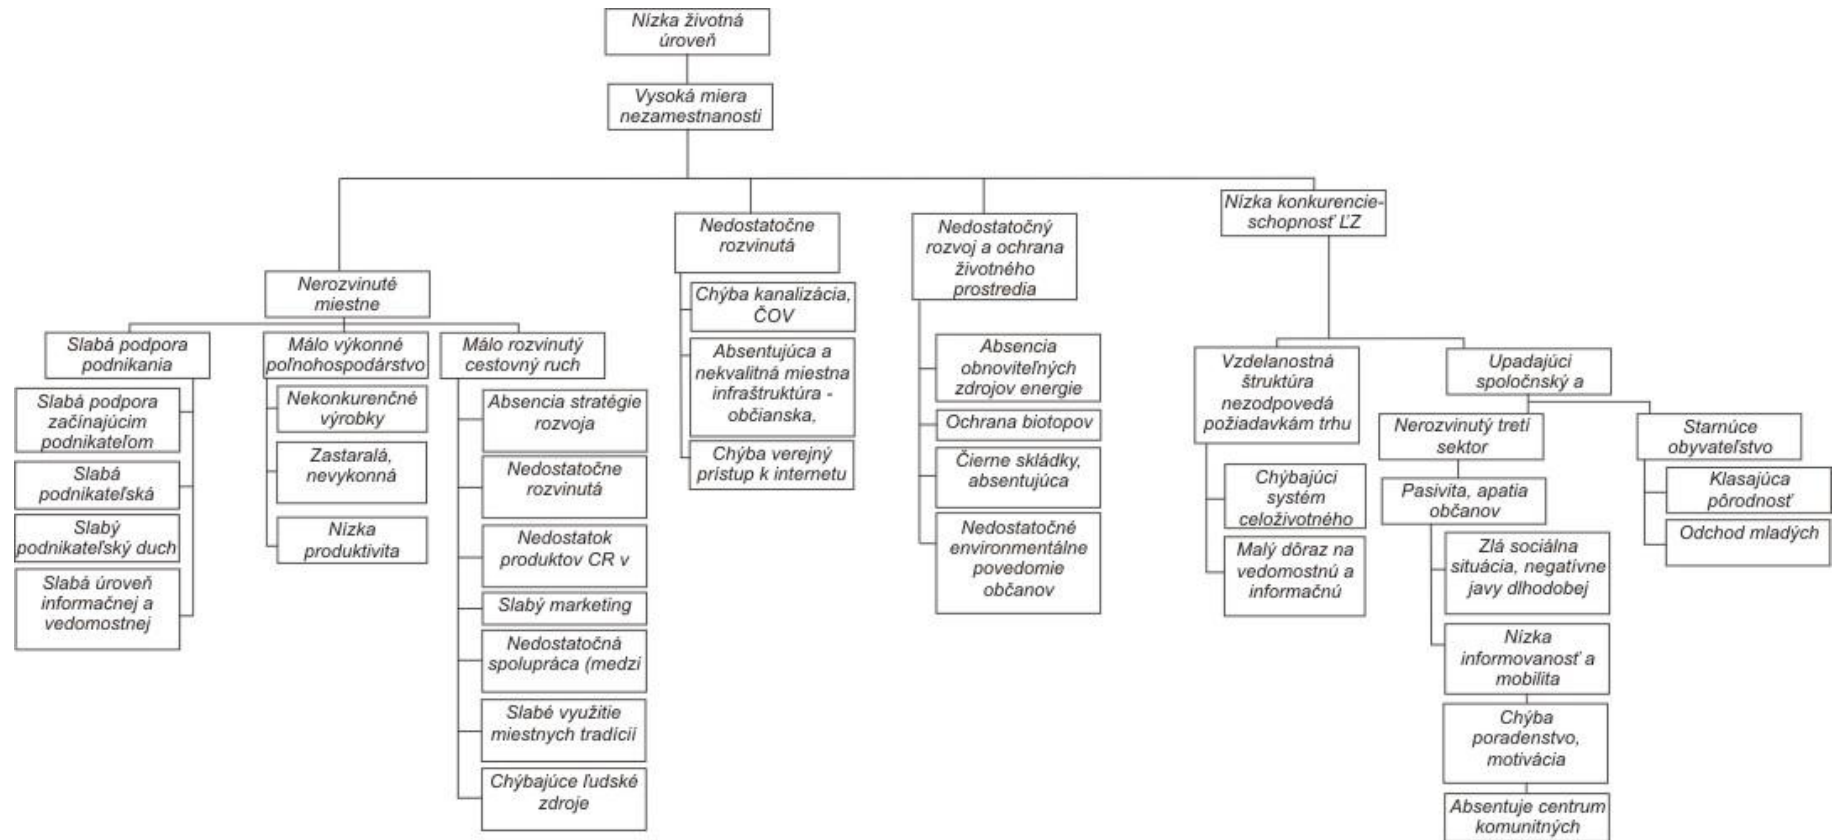 Nízka životná
úroveň
Vysoká miera
nezamestnanosti
Nerozvinuté
miestne
Slabá podpora
podnikania
Slabá podpora
začínajúcim
podnikateľom
Slabá
podnikateľská
Slabý
podnikateľský duch
Slabá úroveň
informačnej a
vedomostnej
Málo výkonné
poľnohospodárstvo
Nekonkurenčné
výrobky
Zastaralá,
nevykonná
Nízka
produktivita
Málo rozvinutý
cestovný ruch
Absencia stratégie
rozvoja
Nedostatočne
rozvinutá
Nedostatok
produktov CR v
Slabý marketing
Nedostatočná
spolupráca (medzi
Slabé využitie
miestnych tradícií
Chýbajúce ľudské
zdroje
Nedostatočne
rozvinutá
Chýba kanalizácia,
ČOV
Absentujúca a
nekvalitná miestna
infraštruktúra -
občianska,
Chýba verejný
prístup k internetu
Nedostatočný
rozvoj a ochrana
životného
prostredia
Absencia
obnoviteľných
zdrojov energie
Ochrana biotopov
Čierne skládky,
absentujúca
Nedostatočné
environmentálne
povedomie
občanov
Nízka konkurencie-
schopnosť ĽZ
Vzdelanostná
štruktúra
nezodpovedá
požiadavkám trhu
Chýbajúci
systém
celoživotného
Malý dôraz na
vedomostnú a
informačnú
Upadajúci
spoločnský a
Nerozvinutý tretí
sektor
Pasivita, apatia
občanov
Zlá sociálna
situácia, negatívne
javy dlhodobej
Nízka
informovanosť a
mobilita
Chýba
poradenstvo,
motivácia
Absentuje centrum
komunitných
Starnúce
obyvateľstvo
Klasajúca
pôrodnosť
Odchod mladých